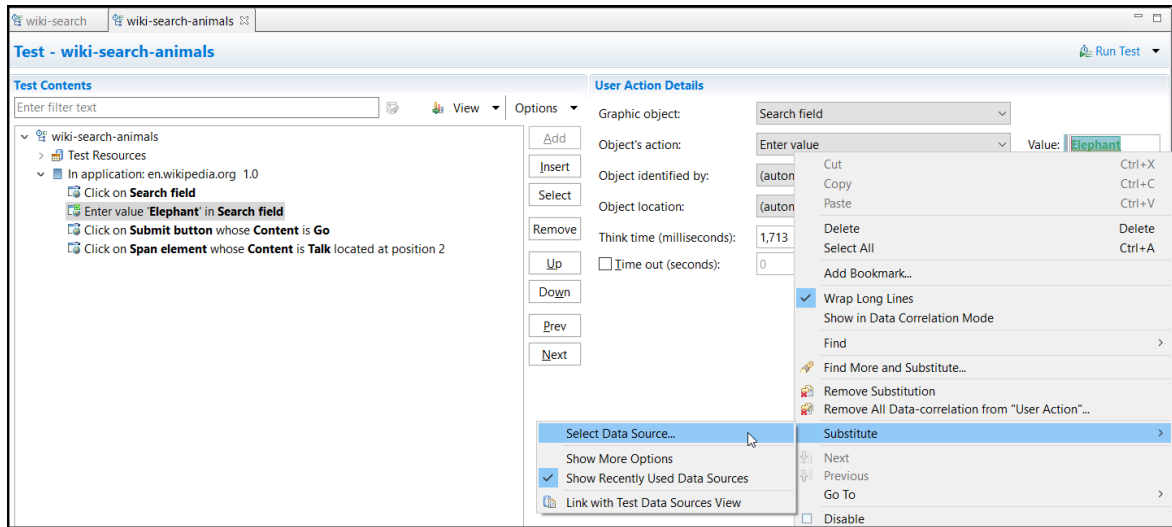 wiki-search
wiki-search-animals
Test - wiki-search-animals
Run Test
Test Contents
Enter filter text
View
Options
wiki-search-animals
Test Resources
In application: en.wikipedia.org 1.0
Click on Search field
Enter value 'Elephant' in Search field
Click on Submit button whose Content is Go
Click on Span element whose Content is Talk located at position 2
Add
Insert
Select
Remove
Up
Down
Prev
Next
User Action Details
Graphic object: Search field
Object's action: Enter value Value: Elephant
Object identified by: (auton
Object location: (auton
Think time (milliseconds): 1,713
Time out (seconds): 0
Cut Ctrl+X
Copy Ctrl+C
Paste Ctrl+V
Delete Delete
Select All Ctrl+A
Add Bookmark...
Wrap Long Lines
Show in Data Correlation Mode
Find
Find More and Substitute...
Remove Substitution
Remove All Data-correlation from "User Action"...
Substitute
Next
Previous
Go To
Disable
Select Data Source...
Show More Options
Show Recently Used Data Sources
Link with Test Data Sources View